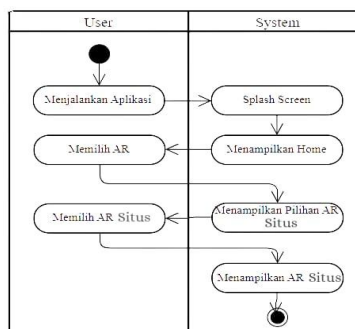 User
System
Menjalankan Aplikasi
Splash Screen
Memilih AR
Menampilkan Home
Memilih AR Situs
Menampilkan Pilihan AR
Situs
Menampilkan AR Situs